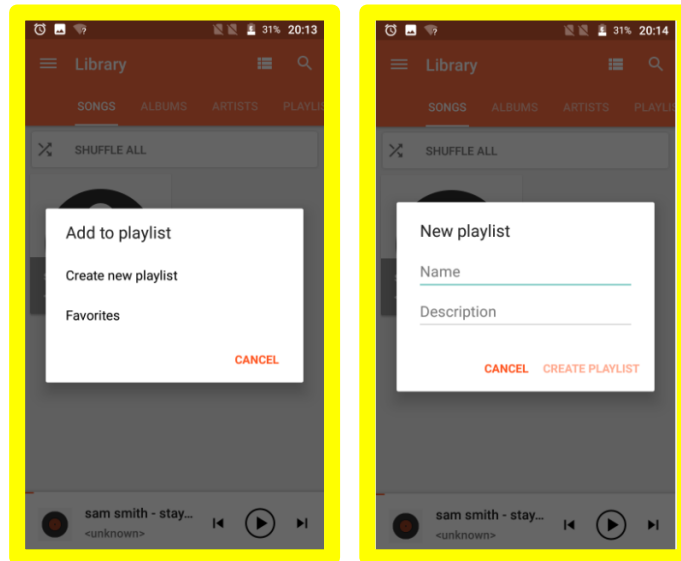 31% 20:13
Library
SONGS ALBUMS ARTISTS PLAYLIS
SHUFFLE ALL
Add to playlist
Create new playlist
Favorites
CANCEL
sam smith - stay...
<unknown>
31% 20:14
Library
SONGS ALBUMS ARTISTS PLAYLIS
SHUFFLE ALL
New playlist
Name
Description
CANCEL CREATE PLAYLIST
sam smith - stay...
<unknown>